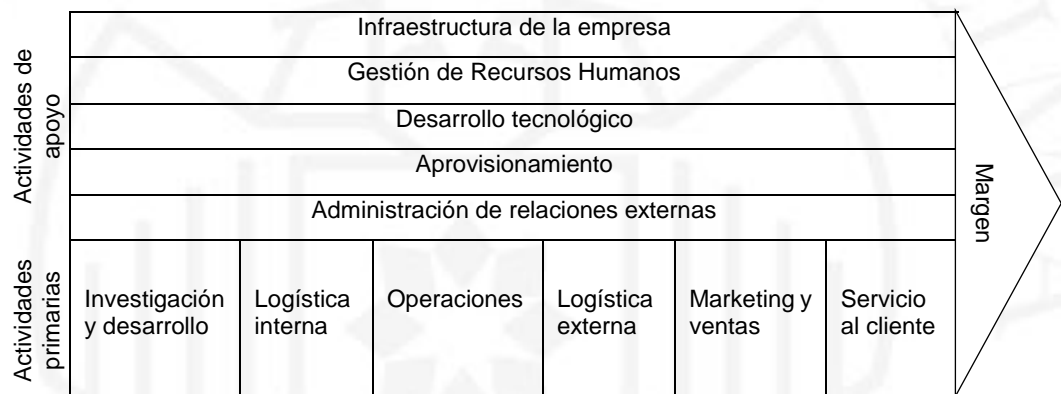 Actividades de
apoyo
Infraestructura de la empresa
Gestión de Recursos Humanos
Desarrollo tecnológico
Aprovisionamiento
Administración de relaciones externas
Actividades
primarias
Investigación
y desarrollo
Logística
interna
Operaciones
Logística
externa
Marketing y
ventas
Servicio
al cliente
Margen